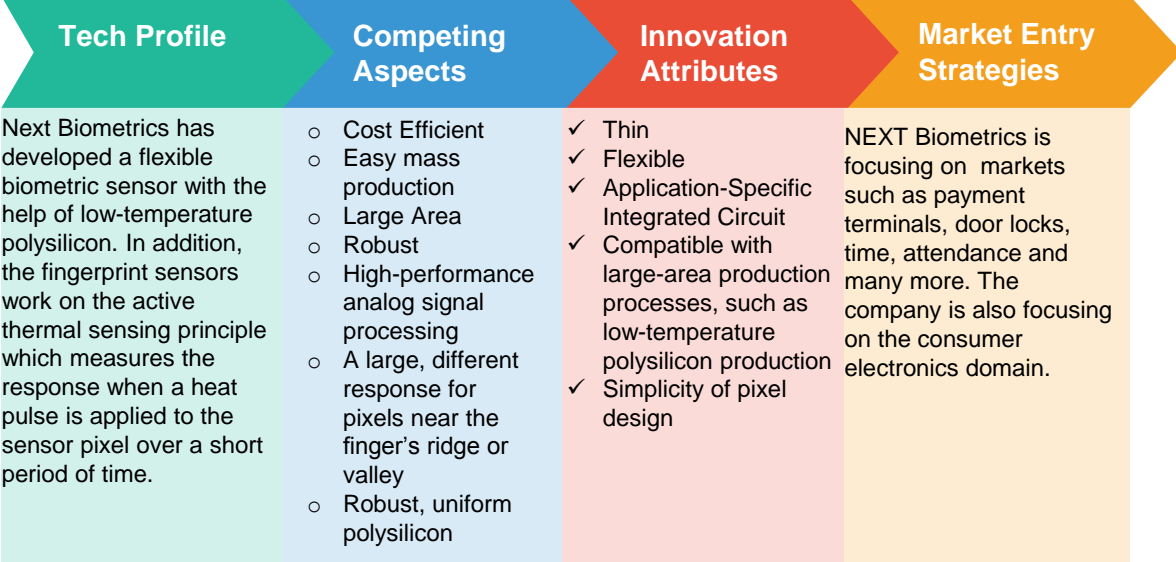 Tech Profile
Competing
Aspects
Innovation
Attributes
Market Entry
Strategies
Next Biometrics has
developed a flexible
biometric sensor with the
help of low-temperature
polysilicon. In addition,
the fingerprint sensors
work on the active
thermal sensing principle
which measures the
response when a heat
pulse is applied to the
sensor pixel over a short
period of time.
o Cost Efficient
o Easy mass
production
o Large Area
o Robust
o High-performance
analog signal
processing
o A large, different
response for
pixels near the
finger's ridge or
valley
o Robust, uniform
polysilicon
✓ Thin
✓ Flexible
✓ Application-Specific
Integrated Circuit
✓ Compatible with
large-area production
processes, such as
low-temperature
polysilicon production
✓ Simplicity of pixel
design
NEXT Biometrics is
focusing on  markets
such as payment
terminals, door locks,
time, attendance and
many more. The
company is also focusing
on the consumer
electronics domain.